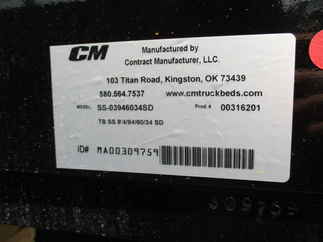 CM
Manufactured by
Contract Manufacturer, LLC.
103 Titan Road, Kingston, OK 73439
580.564.7537 www.cmtruckbeds.com
MODEL: SS-03946034SD Prod # 00316201
TB SS 8'4/94/60/34 SD
ID# MA00309759
309759